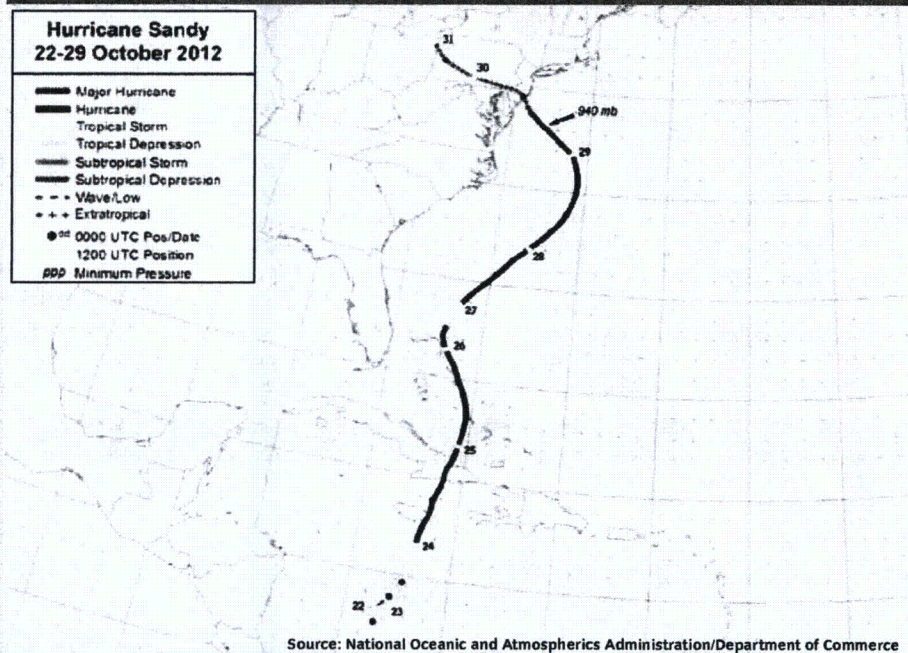 Hurricane Sandy
22-29 October 2012
Major Hurricane
Hurricane
Tropical Storm
Tropical Depression
Subtropical Storm
Subtropical Depression
Wave/Low
Extratropical
dd 0000 UTC Pos/Date
1200 UTC Position
PPP Minimum Pressure
31
30
940 mb
29
28
27
26
25
24
22
23
Source: National Oceanic and Atmospherics Administration/Department of Commerce